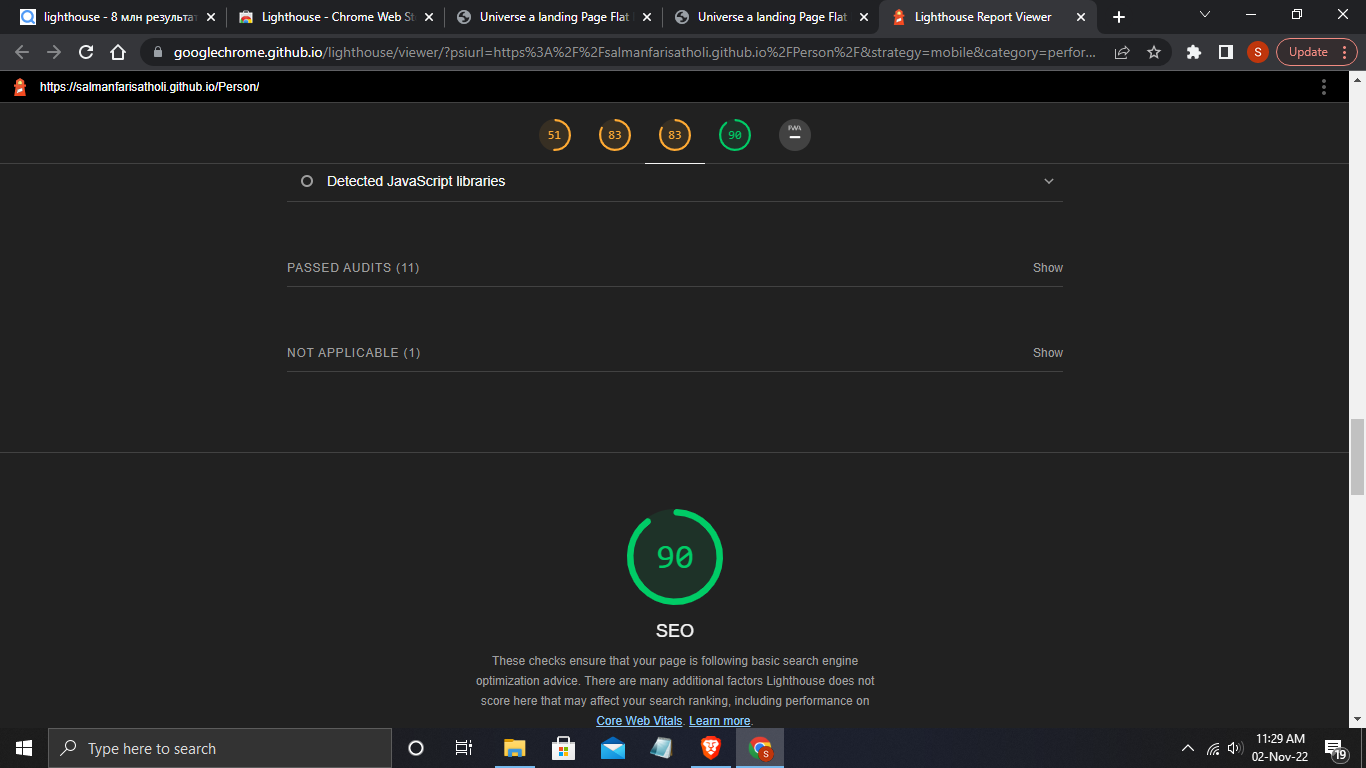 lighthouse - 8 млн результат
Lighthouse - Chrome Web St
Universe a landing Page Flat
Universe a landing Page Flat
Lighthouse Report Viewer
googlechrome.github.io/lighthouse/viewer/?psiurl=https%3A%2F%2Fsalmanfarisatholi.github.io%2FPerson%2F&strategy=mobile&category=perfor...
S
Update
https://salmanfarisatholi.github.io/Person/
51
83
83
90
PWA
Detected JavaScript libraries
PASSED AUDITS (11)
Show
NOT APPLICABLE (1)
Show
90
SEO
These checks ensure that your page is following basic search engine
optimization advice. There are many additional factors Lighthouse does not
score here that may affect your search ranking, including performance on
Core Web Vitals. Learn more.
Type here to search
S
11:29 AM
02-Nov-22
19